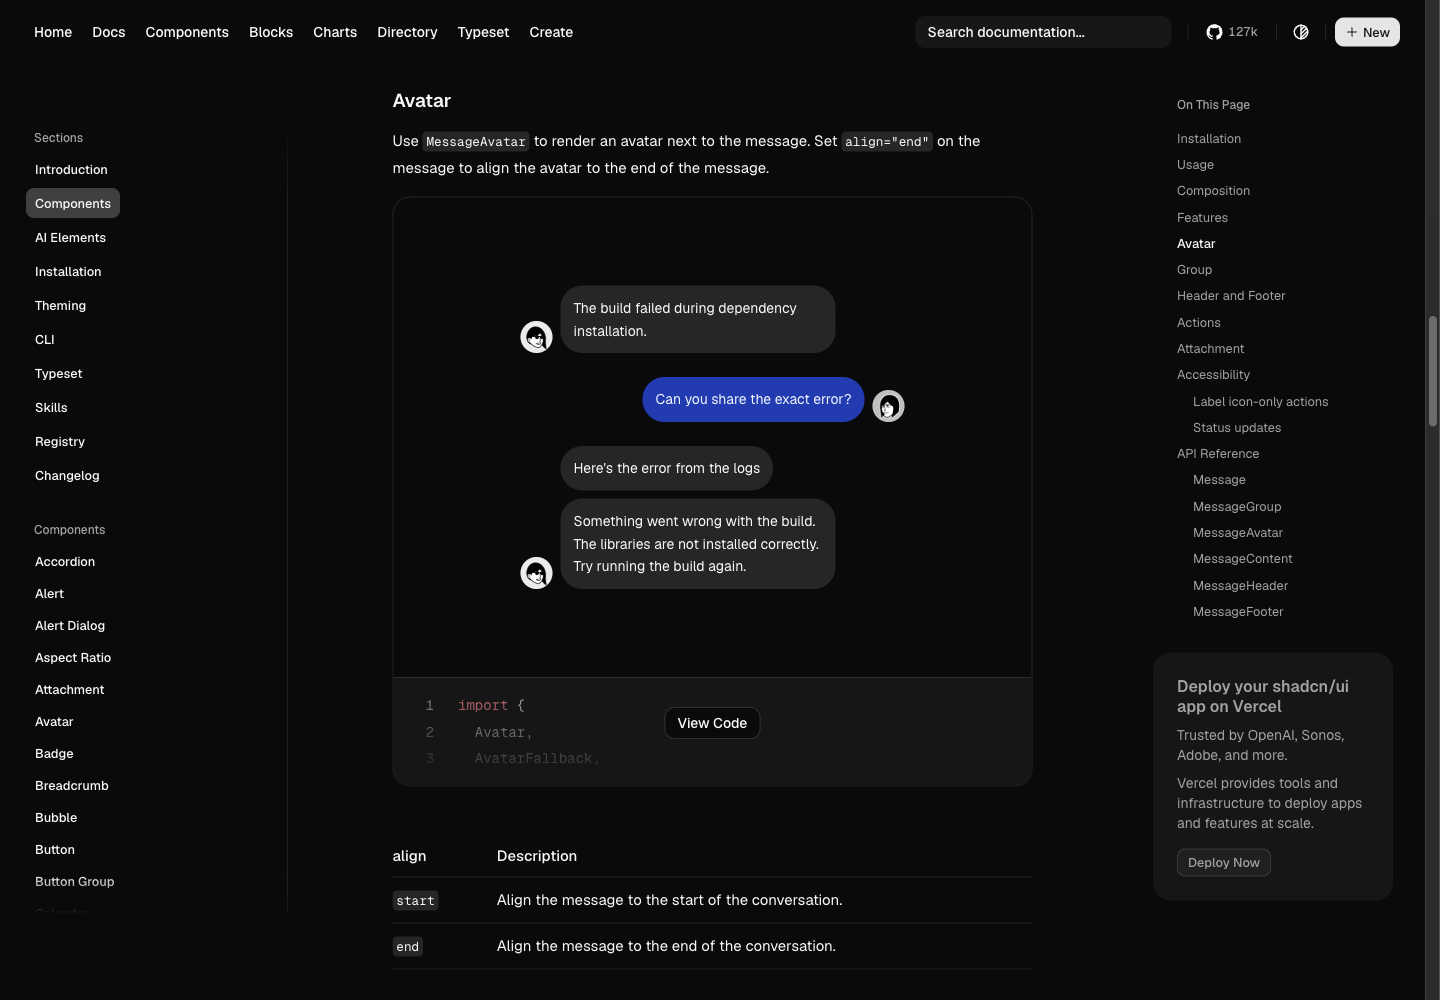 Home Docs Components Blocks Charts Directory Typeset Create
Search documentation...
127k
New
Sections
Introduction
Components
AI Elements
Installation
Theming
CLI
Typeset
Skills
Registry
Changelog
Components
Accordion
Alert
Alert Dialog
Aspect Ratio
Attachment
Avatar
Badge
Breadcrumb
Bubble
Button
Button Group
Calendar
Avatar
Use MessageAvatar to render an avatar next to the message. Set align="end" on the
message to align the avatar to the end of the message.
The build failed during dependency
installation.
Can you share the exact error?
Here's the error from the logs
Something went wrong with the build.
The libraries are not installed correctly.
Try running the build again.
1 import {
2 Avatar,
3 AvatarFallback,
View Code
align Description
start Align the message to the start of the conversation.
end Align the message to the end of the conversation.
On This Page
Installation
Usage
Composition
Features
Avatar
Group
Header and Footer
Actions
Attachment
Accessibility
Label icon-only actions
Status updates
API Reference
Message
MessageGroup
MessageAvatar
MessageContent
MessageHeader
MessageFooter
Deploy your shadcn/ui
app on Vercel
Trusted by OpenAI, Sonos,
Adobe, and more.
Vercel provides tools and
infrastructure to deploy apps
and features at scale.
Deploy Now